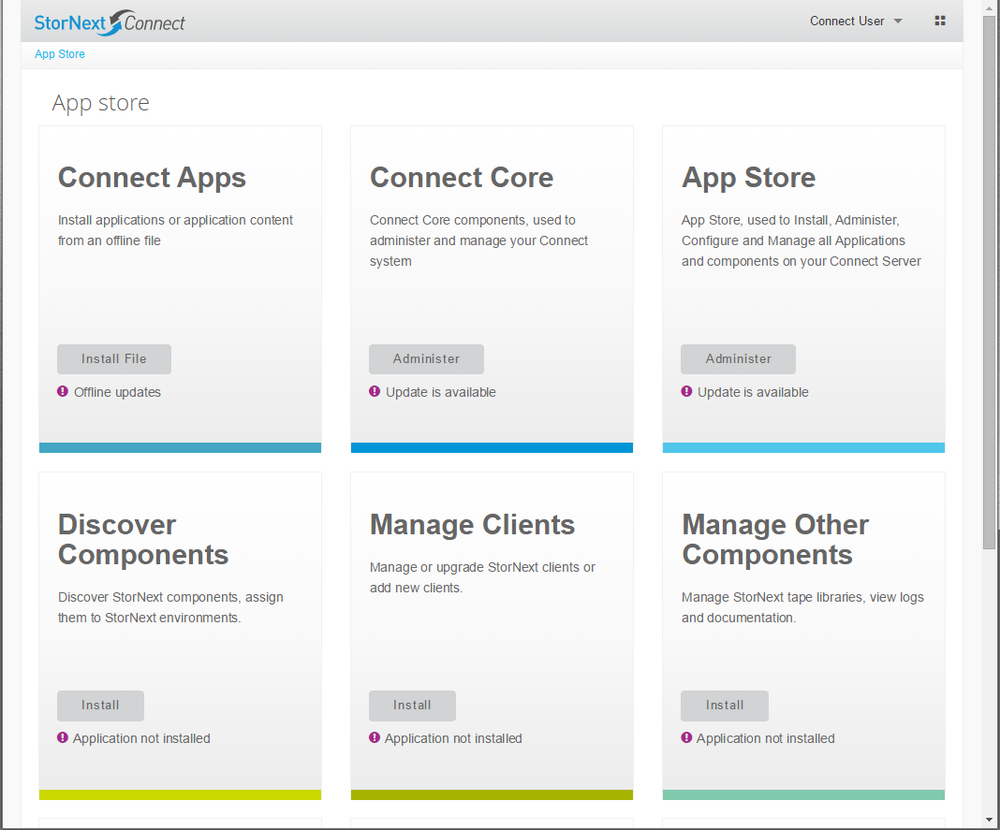 StorNext Connect
Connect User
App Store
App store
Connect Apps
Install applications or application content
from an offline file
Install File
Offline updates
Connect Core
Connect Core components, used to
administer and manage your Connect
system
Administer
Update is available
App Store
App Store, used to Install, Administer,
Configure and Manage all Applications
and components on your Connect Server
Administer
Update is available
Discover
Components
Discover StorNext components, assign
them to StorNext environments.
Install
Application not installed
Manage Clients
Manage or upgrade StorNext clients or
add new clients.
Install
Application not installed
Manage Other
Components
Manage StorNext tape libraries, view logs
and documentation.
Install
Application not installed